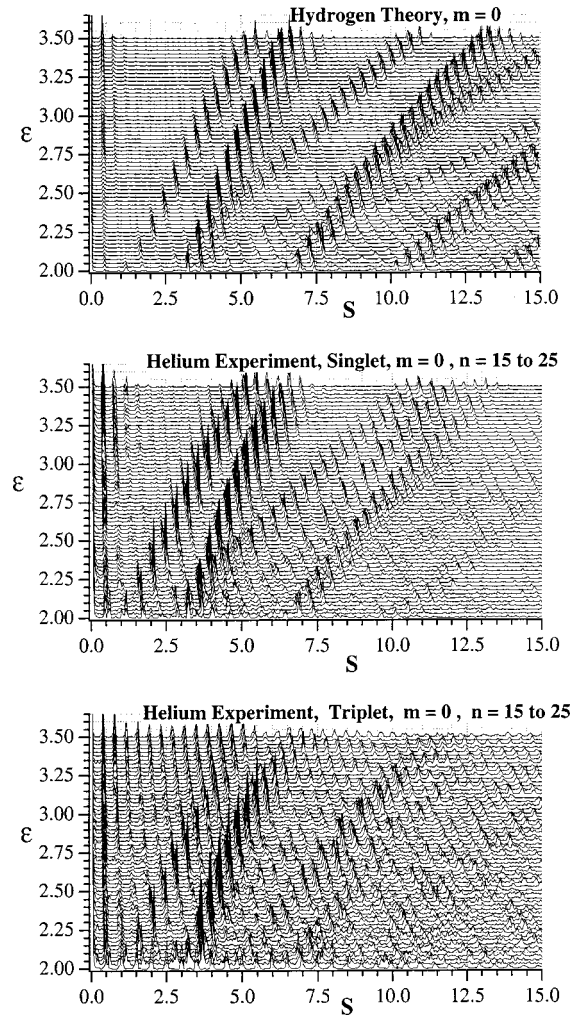 Hydrogen Theory, m = 0
3.50
3.25
3.00
ε
2.75
2.50
2.25
2.00
0.0 2.5 5.0 7.5 10.0 12.5 15.0
S
Helium Experiment, Singlet, m = 0 , n = 15 to 25
3.50
3.25
3.00
ε
2.75
2.50
2.25
2.00
0.0 2.5 5.0 7.5 10.0 12.5 15.0
S
Helium Experiment, Triplet, m = 0 , n = 15 to 25
3.50
3.25
3.00
ε
2.75
2.50
2.25
2.00
0.0 2.5 5.0 7.5 10.0 12.5 15.0
S